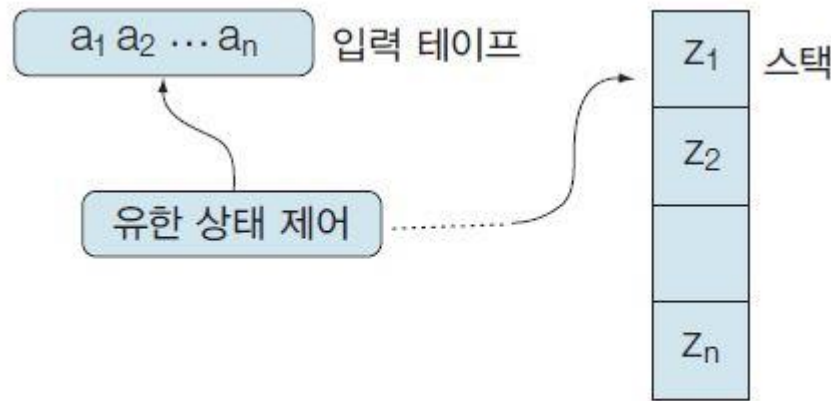 a₁ a₂ … aₙ 입력 테이프
유한 상태 제어
z₁ 스택
z₂
zₙ